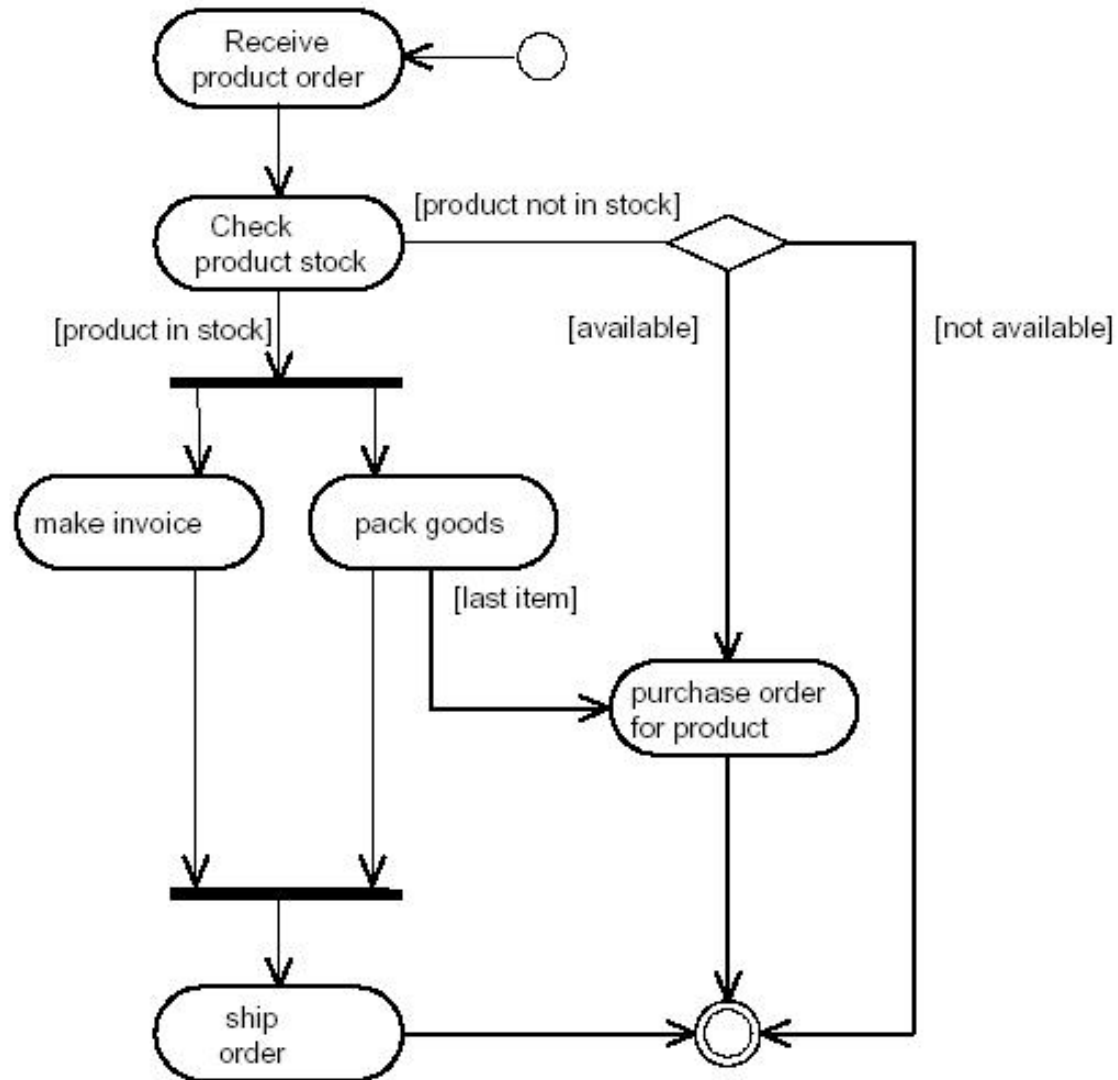 Receive
product order
[product not in stock]
Check
product stock
[product in stock]
[available]
[not available]
make invoice
pack goods
[last item]
purchase order
for product
ship
order